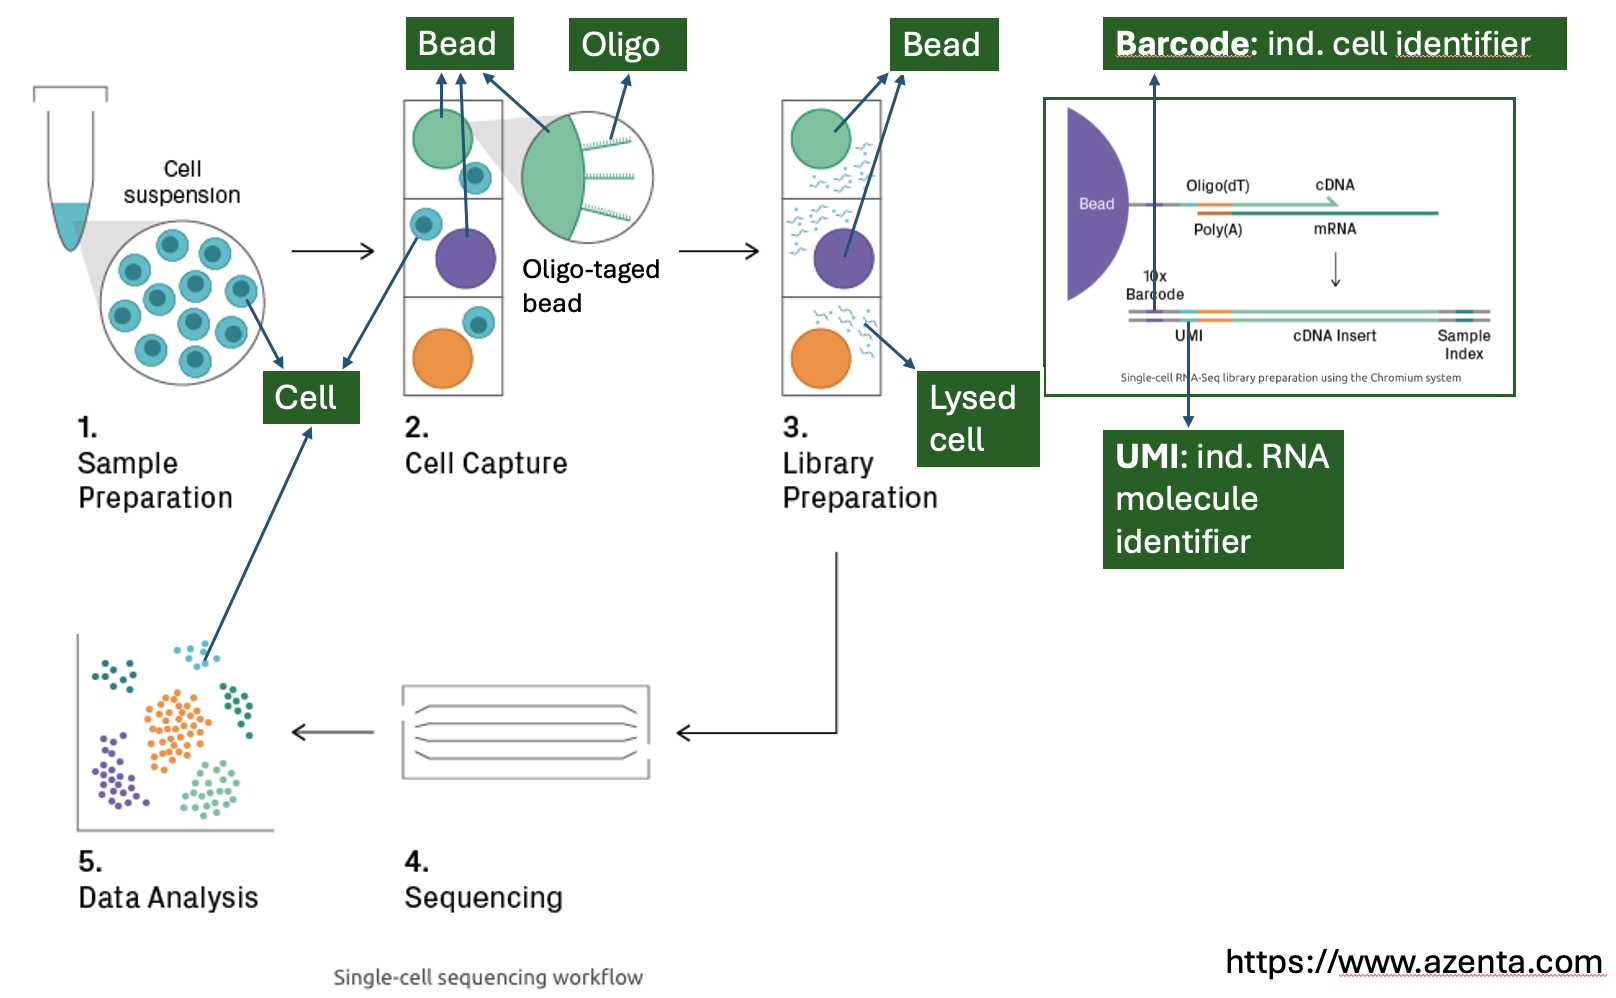 Bead
Oligo
Bead
Barcode: ind. cell identifier
Cell
suspension
Oligo-taged
bead
Bead
Oligo(dT)
cDNA
Poly(A)
mRNA
10x
Barcode
UMI
cDNA Insert
Sample
Index
Single-cell RNA-Seq library preparation using the Chromium system
Cell
Lysed
cell
1.
Sample
Preparation
2.
Cell Capture
3.
Library
Preparation
UMI: ind. RNA
molecule
identifier
5.
Data Analysis
4.
Sequencing
Single-cell sequencing workflow
https://www.azenta.com